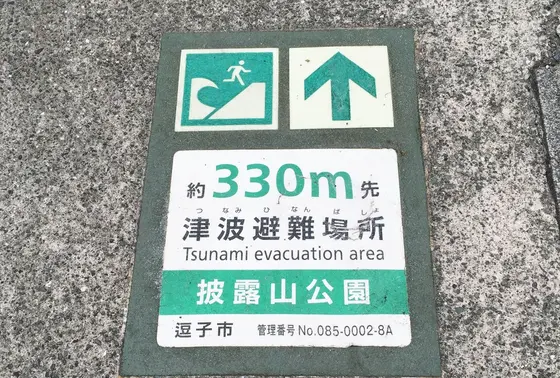 約330m先
つなみひなんばしょ
津波避難場所
Tsunami evacuation area
披露山公園
逗子市 管理番号 No.085-0002-8A